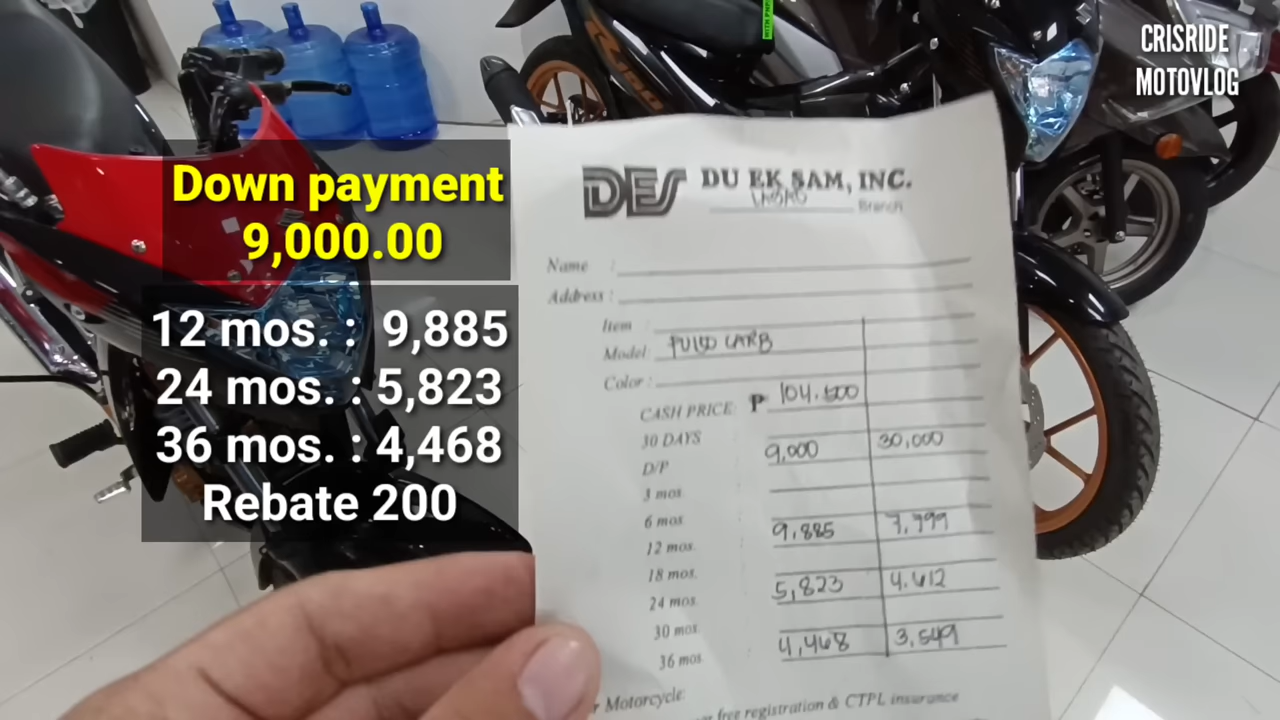 CRISRIDE
MOTOVLOG
Down payment
9,000.00
12 mos. : 9,885
24 mos. : 5,823
36 mos. : 4,468
Rebate 200
DES DU EK SAM, INC.
Branch
Name :
Address :
Item
Model: CARB
Color :
CASH PRICE: ₱ 104.500
30 DAYS
D/P 9,000 30,000
3 mos
6 mos
12 mos. 9,885 7,799
18 mos.
24 mos 5,823 4.612
30 mos
36 mos 4,468 3,549
Motorcycle
free registration & CTPL insurance